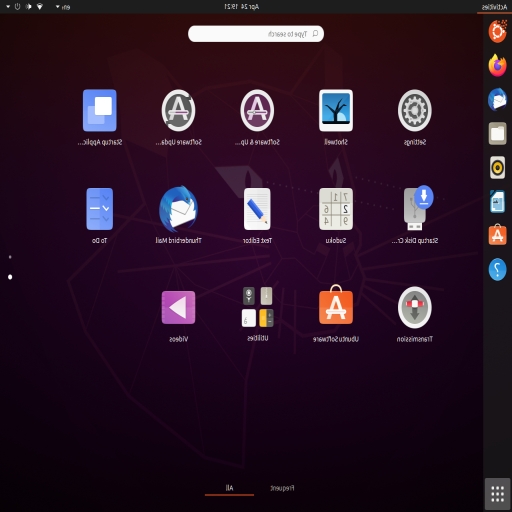 Activities
Apr 24 19:21
en
Type to search
Settings
Shotwell
Software & Up...
Software Upda...
Startup Applic...
Startup Disk Cr...
Sudoku
Text Editor
Thunderbird Mail
To Do
Transmission
Ubuntu Software
Utilities
Videos
Frequent
All